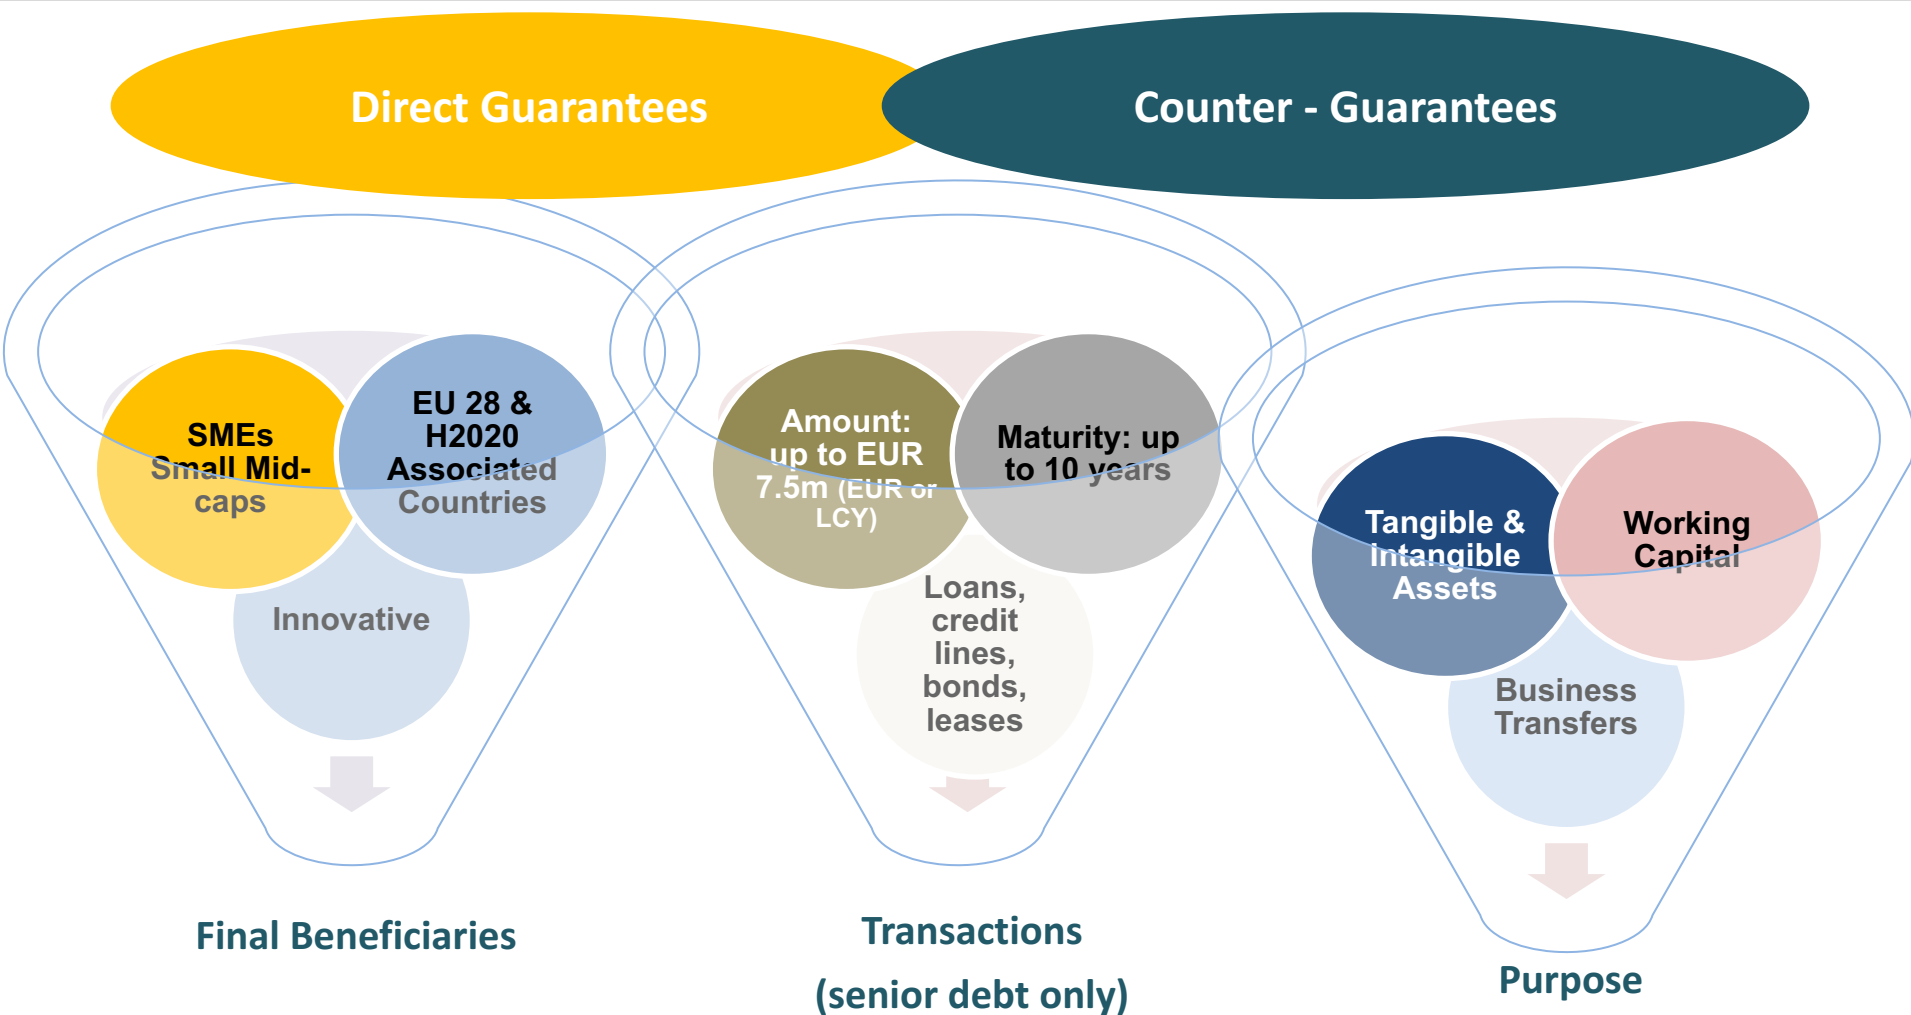 Direct Guarantees
Counter - Guarantees
SMEs
Small Mid-
caps
EU 28 &
H2020
Associated
Countries
Innovative
Final Beneficiaries
Amount:
up to EUR
7.5m (EUR or
LCY)
Maturity: up
to 10 years
Loans,
credit
lines,
bonds,
leases
Transactions
(senior debt only)
Tangible &
Intangible
Assets
Working
Capital
Business
Transfers
Purpose